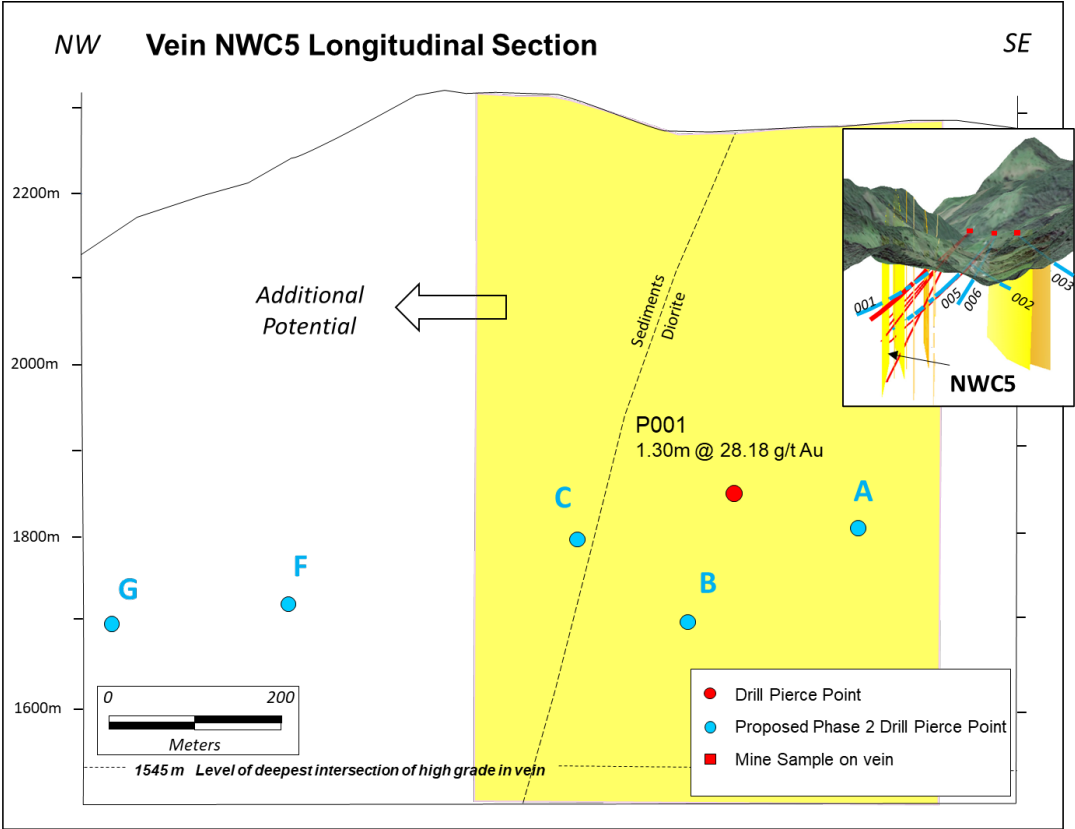 NW
Vein NWC5 Longitudinal Section
SE
2200m
2000m
1800m
1600m
Additional
Potential
Sediments
Diorite
001
005
006
002
003
NWC5
P001
1.30m @ 28.18 g/t Au
C
A
B
F
G
0
200
Meters
1545 m Level of deepest intersection of high grade in vein
Drill Pierce Point
Proposed Phase 2 Drill Pierce Point
Mine Sample on vein